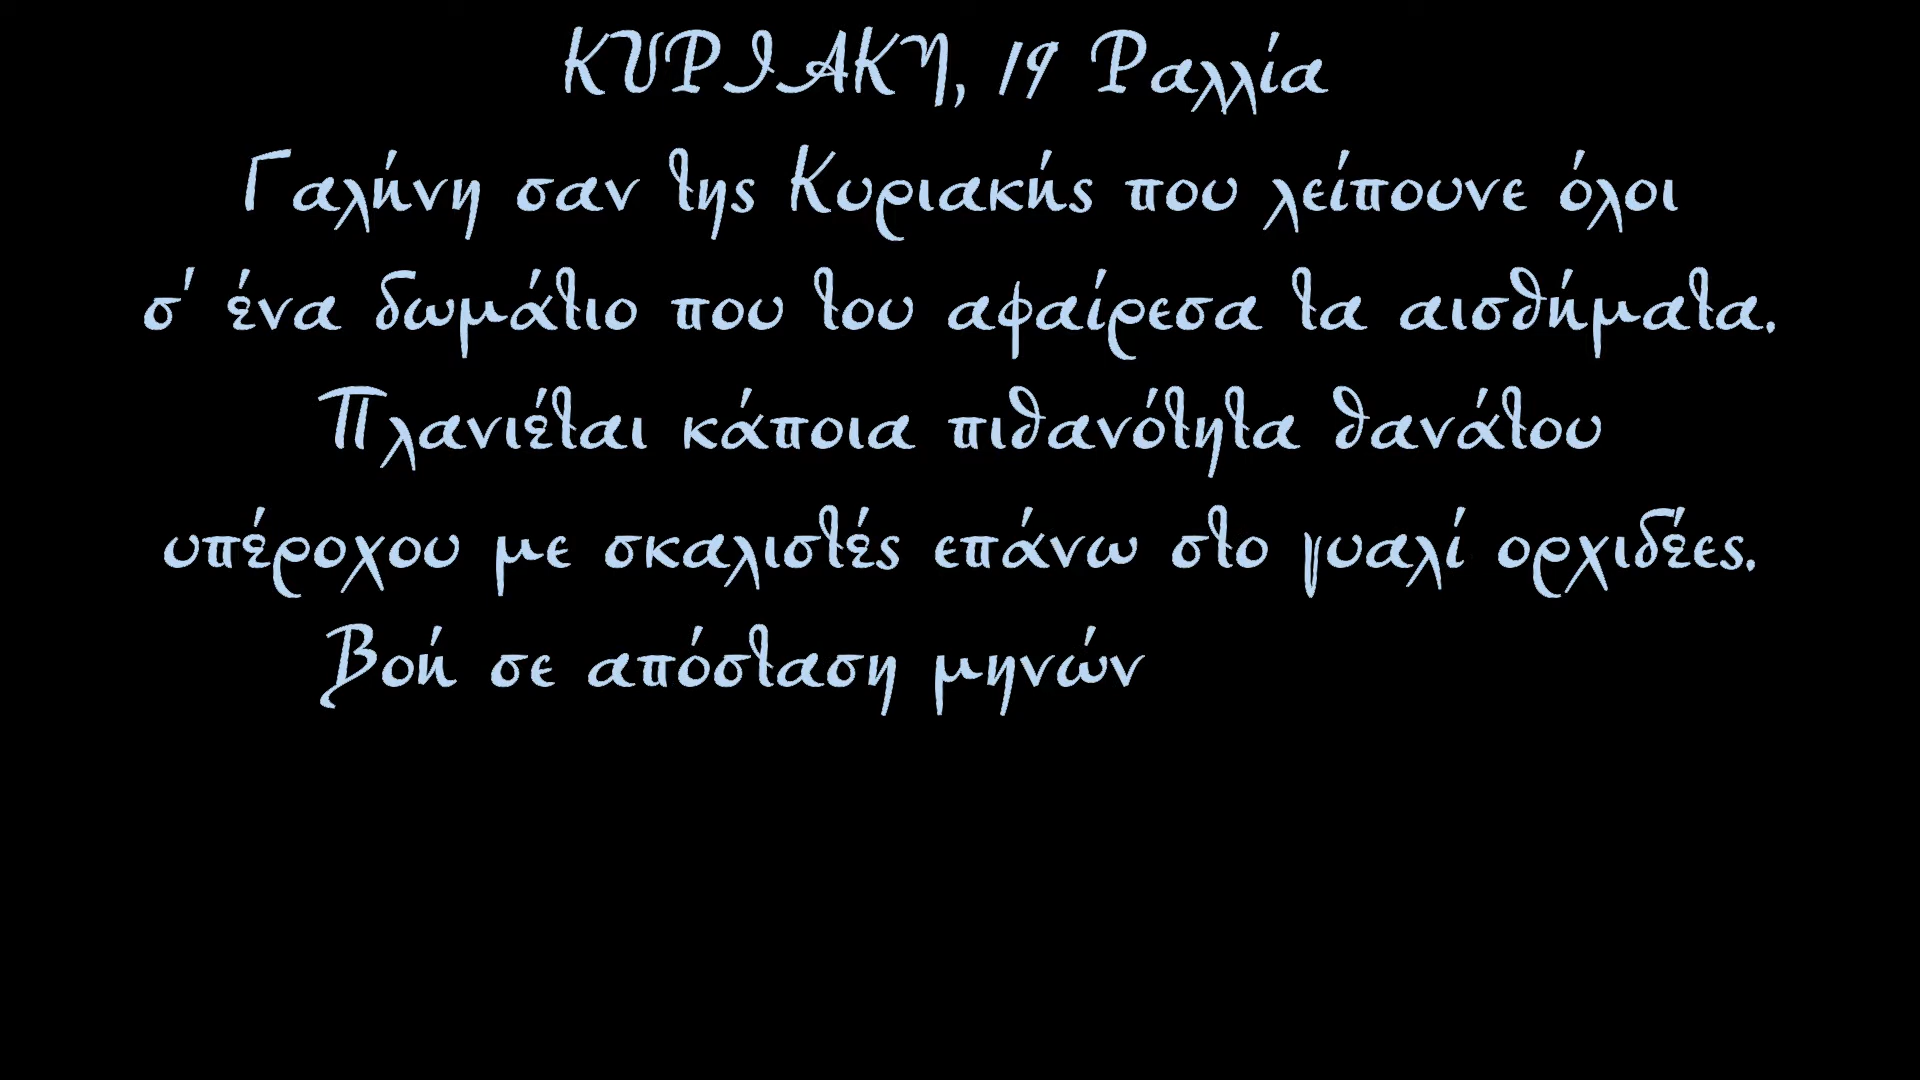 ΚΥΡΙΑΚΗ, 19 Ραλλία
Γαλήνη σαν της Κυριακής που λείπουνε όλοι
σ' ένα δωμάτιο που του αφαίρεσα τα αισθήματα.
Πλανιέται κάποια πιθανότητα θανάτου
υπέροχου με σκαλιστές επάνω στο γυαλί ορχιδέες.
Βοή σε απόσταση μηνών